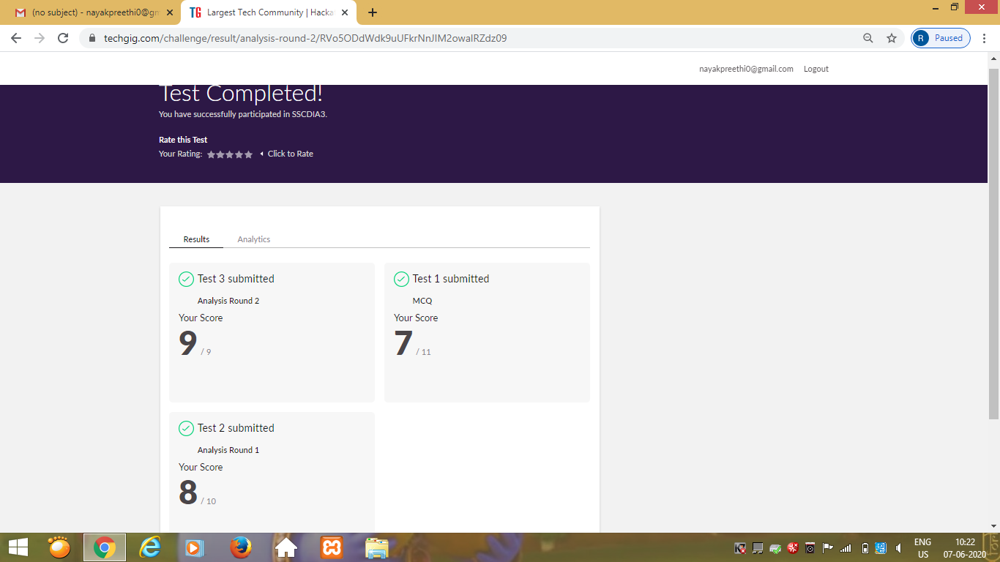 (no subject) - nayakpreethi0@gm
Largest Tech Community | Hacka
techgig.com/challenge/result/analysis-round-2/RVo5ODdWdk9uUFkrNnJIM2owalRZdz09
R Paused
nayakpreethi0@gmail.com Logout
Test Completed!
You have successfully participated in SSCDIA3.
Rate this Test
Your Rating: Click to Rate
Results Analytics
Test 3 submitted
Analysis Round 2
Your Score
9 / 9
Test 1 submitted
MCQ
Your Score
7 / 11
Test 2 submitted
Analysis Round 1
Your Score
8 / 10
ENG
US
10:22
07-06-2020